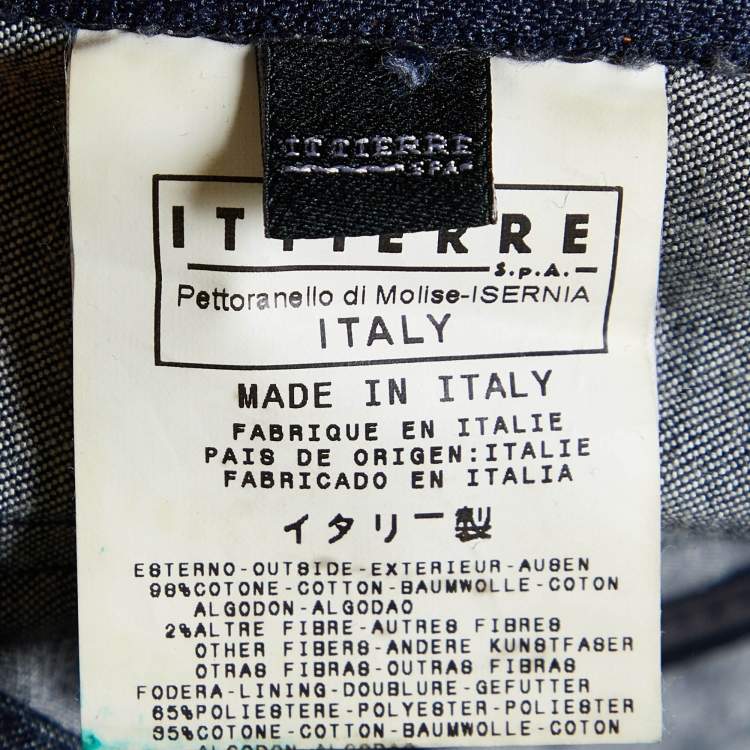 ITTIERRE
SPA
ITTIERRE
S.p.A.
Pettoranello di Molise-ISERNIA
ITALY
MADE IN ITALY
FABRIQUE EN ITALIE
PAIS DE ORIGEN:ITALIE
FABRICADO EN ITALIA
イタリー製
ESTERNO-OUTSIDE-EXTERIEUR-AUSEN
98%COTONE-COTTON-BAUMWOLLE-COTON
ALGODON-ALGODAO
2%ALTRE FIBRE-AUTRES FIBRES
OTHER FIBERS-ANDERE KUNSTFASER
OTRAS FIBRAS-OUTRAS FIBRAS
FODERA-LINING-DOUBLURE-GEFUTTER
65%POLIESTERE-POLYESTER-POLIESTER
35%COTONE-COTTON-BAUMWOLLE-COTON
ALGODON-ALGODAO